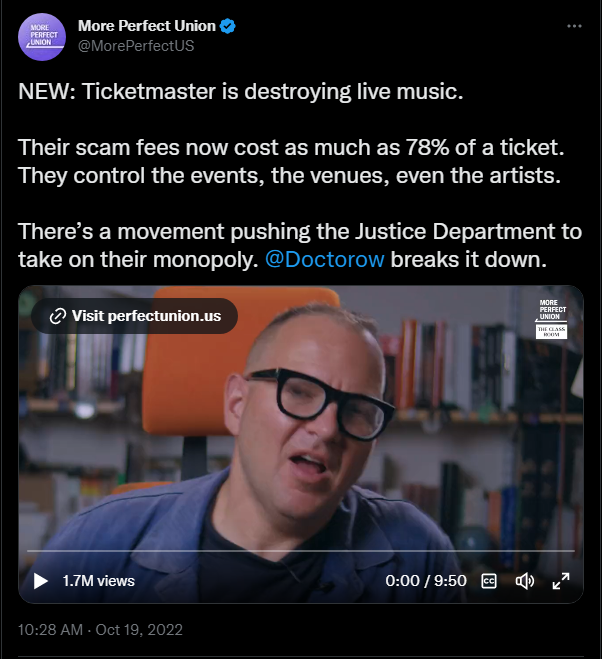 MORE
PERFECT
UNION
More Perfect Union
@MorePerfectUS
NEW: Ticketmaster is destroying live music.
Their scam fees now cost as much as 78% of a ticket.
They control the events, the venues, even the artists.
There’s a movement pushing the Justice Department to
take on their monopoly. @Doctorow breaks it down.
Visit perfectunion.us
MORE
PERFECT
UNION
THE CLASS
ROOM
1.7M views
0:00 / 9:50
CC
10:28 AM · Oct 19, 2022